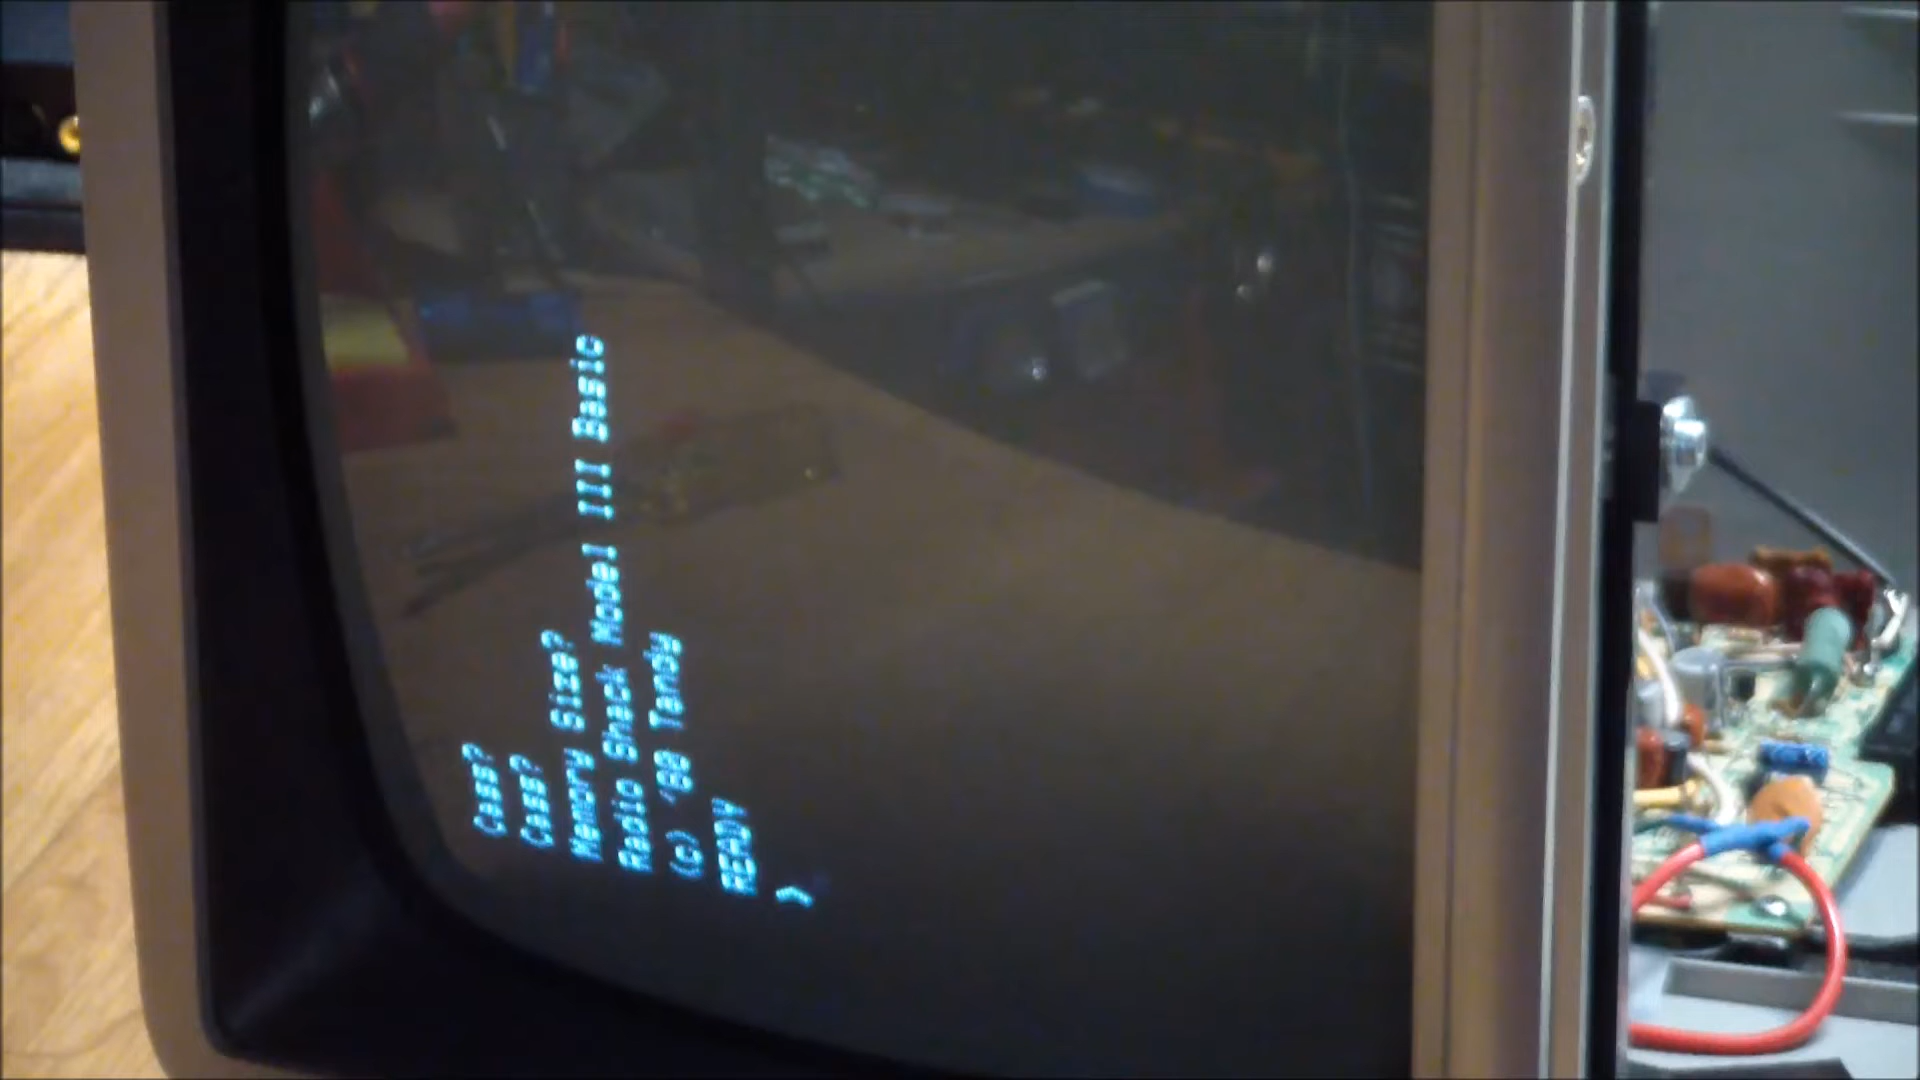 Cass?
Cass?
Memory Size?
Radio Shack Model III Basic
(c) '80 Tandy
READY
>